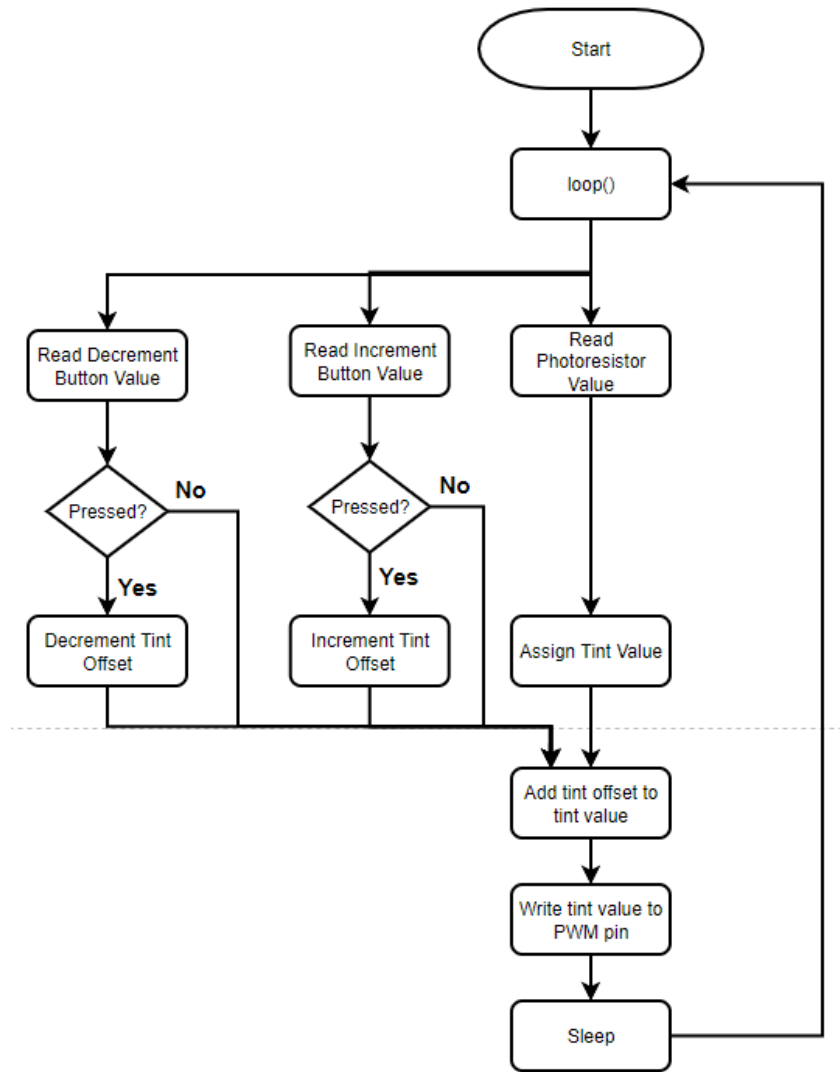 Start
loop()
Read Decrement
Button Value
Read Increment
Button Value
Read
Photoresistor
Value
Pressed?
No
Yes
Pressed?
No
Yes
Decrement Tint
Offset
Increment Tint
Offset
Assign Tint Value
Add tint offset to
tint value
Write tint value to
PWM pin
Sleep